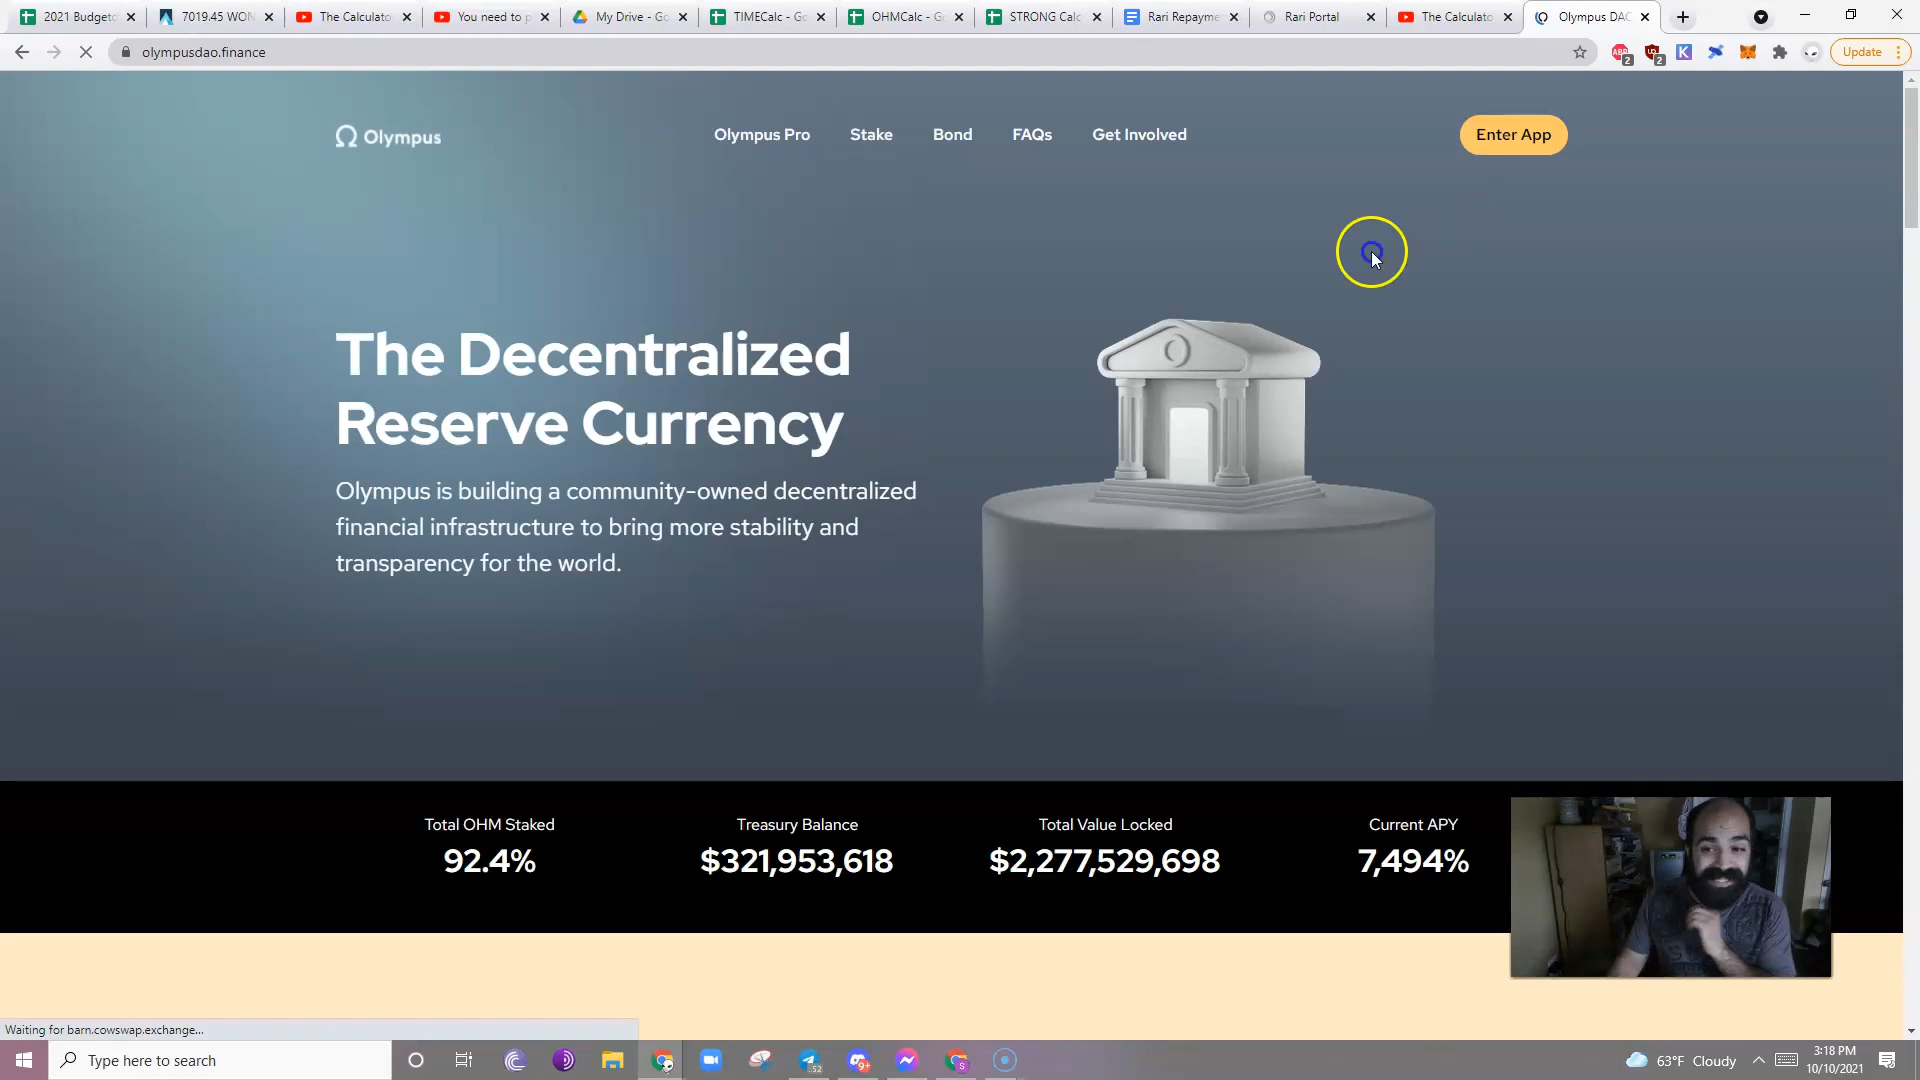 2021 Budgeto
7019.45 WON
The Calculato
You need to p
My Drive - Go
TIMECalc - Go
OHMCalc - G
STRONG Calc
Rari Repayme
Rari Portal
The Calculato
Olympus DAO
olympusdao.finance
Update
Olympus
Olympus Pro
Stake
Bond
FAQs
Get Involved
Enter App
The Decentralized
Reserve Currency
Olympus is building a community-owned decentralized
financial infrastructure to bring more stability and
transparency for the world.
Total OHM Staked
92.4%
Treasury Balance
$321,953,618
Total Value Locked
$2,277,529,698
Current APY
7,494%
Waiting for barn.cowswap.exchange...
Type here to search
63°F Cloudy
3:18 PM
10/10/2021